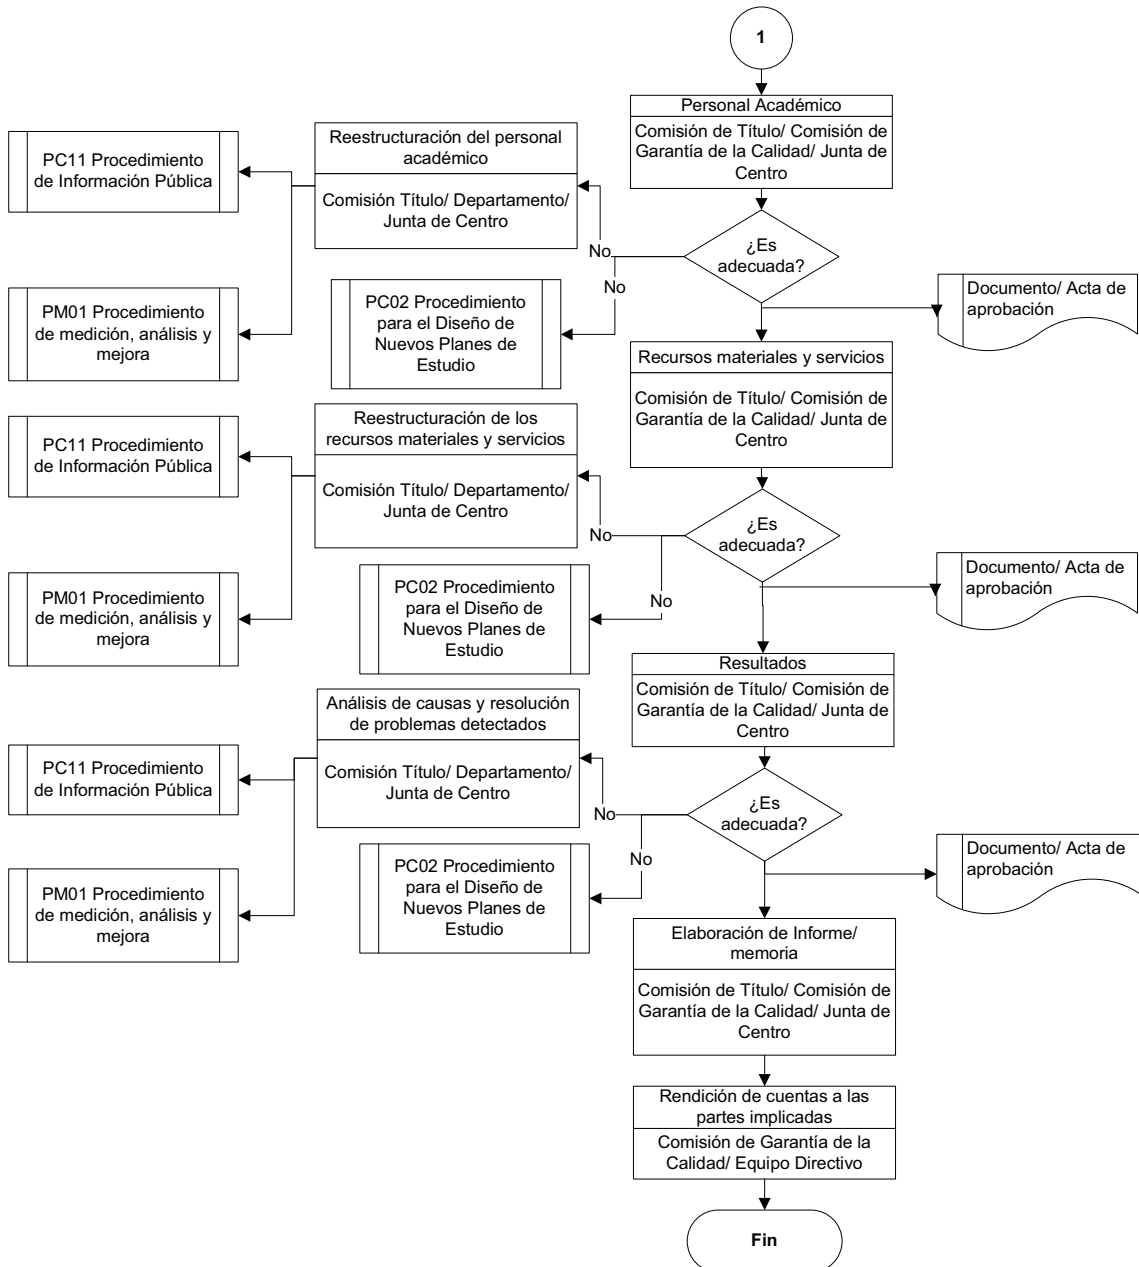 1
Personal Académico
Comisión de Título/ Comisión de
Garantía de la Calidad/ Junta de
Centro
Reestructuración del personal
académico
Comisión Título/ Departamento/
Junta de Centro
PC11 Procedimiento
de Información Pública
¿Es
adecuada?
No
No
PM01 Procedimiento
de medición, análisis y
mejora
PC02 Procedimiento
para el Diseño de
Nuevos Planes de
Estudio
Documento/ Acta de
aprobación
Recursos materiales y servicios
Comisión de Título/ Comisión de
Garantía de la Calidad/ Junta de
Centro
Reestructuración de los
recursos materiales y servicios
Comisión Título/ Departamento/
Junta de Centro
PC11 Procedimiento
de Información Pública
¿Es
adecuada?
No
No
PM01 Procedimiento
de medición, análisis y
mejora
PC02 Procedimiento
para el Diseño de
Nuevos Planes de
Estudio
Documento/ Acta de
aprobación
Resultados
Comisión de Título/ Comisión de
Garantía de la Calidad/ Junta de
Centro
Análisis de causas y resolución
de problemas detectados
Comisión Título/ Departamento/
Junta de Centro
PC11 Procedimiento
de Información Pública
¿Es
adecuada?
No
No
PM01 Procedimiento
de medición, análisis y
mejora
PC02 Procedimiento
para el Diseño de
Nuevos Planes de
Estudio
Documento/ Acta de
aprobación
Elaboración de Informe/
memoria
Comisión de Título/ Comisión de
Garantía de la Calidad/ Junta de
Centro
Rendición de cuentas a las
partes implicadas
Comisión de Garantía de la
Calidad/ Equipo Directivo
Fin